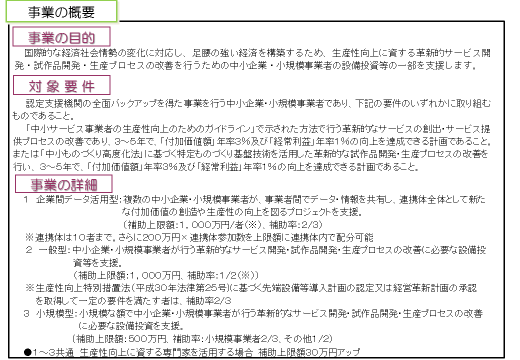 事業の概要
事業の目的
国際的な経済社会情勢の変化に対応し、足腰の強い経済を構築するため、生産性向上に資する革新的サービス開
発・試作品開発・生産プロセスの改善を行うための中小企業・小規模事業者の設備投資等の一部を支援します。
対象要件
認定支援機関の全面バックアップを得た事業を行う中小企業・小規模事業者であり、下記の要件のいずれかに取り組む
ものであること。
「中小サービス事業者の生産性向上のためのガイドライン」で示された方法で行う革新的なサービスの創出・サービス提
供プロセスの改善であり、3~5年で、「付加価値額」年率3%及び「経常利益」年率1%の向上を達成できる計画であること。
または「中小ものづくり高度化法」に基づく特定ものづくり基盤技術を活用した革新的な試作品開発・生産プロセスの改善を
行い、3~5年で、「付加価値額」年率3%及び「経常利益」年率1%の向上を達成できる計画であること。
事業の詳細
1 企業間データ活用型：複数の中小企業・小規模事業者が、事業者間でデータ・情報を共有し、連携体全体として新た
な付加価値の創造や生産性の向上を図るプロジェクトを支援。
（補助上限額：1,000万円/者(※)、補助率：2/3）
※連携体は10者まで。さらに200万円×連携体参加数を上限額に連携体内で配分可能
2 一般型：中小企業・小規模事業者が行う革新的なサービス開発・試作品開発・生産プロセスの改善に必要な設備投
資等を支援。
（補助上限額：1,000万円、補助率：1/2(※)）
※生産性向上特別措置法（平成30年法律第25号）に基づく先端設備等導入計画の認定又は経営革新計画の承認
を取得して一定の要件を満たす者は、補助率2/3
3 小規模型：小規模な額で中小企業・小規模事業者が行う革新的なサービス開発・試作品開発・生産プロセスの改善
に必要な設備投資を支援。
（補助上限額：500万円、補助率：小規模事業者2/3、その他1/2）
●1~3共通 生産性向上に資する専門家を活用する場合 補助上限額30万円アップ